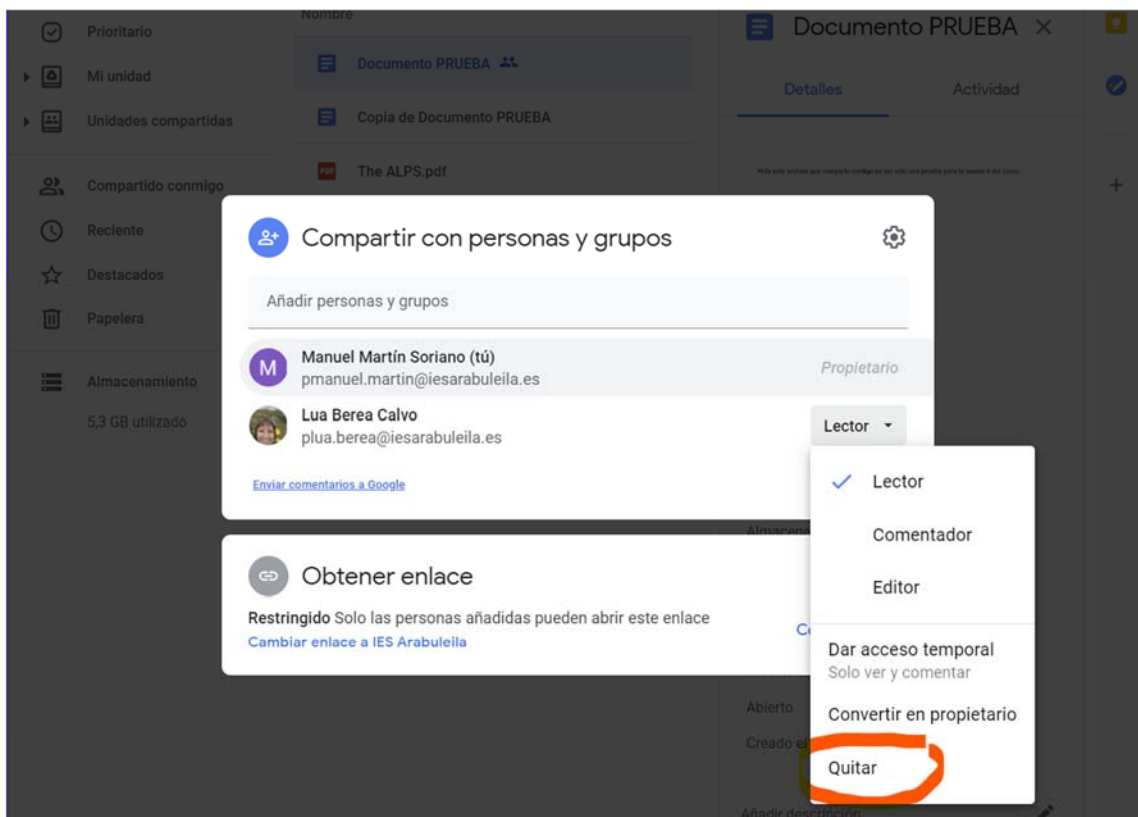 Nombre
Prioritario
Documento PRUEBA
Documento PRUEBA
Mi unidad
Detalles
Actividad
Unidades compartidas
Copia de Documento PRUEBA
PDF
The ALPS.pdf
Compartido conmigo
Reciente
Destacados
Papelera
Almacenamiento
5,3 GB utilizado
Compartir con personas y grupos
Añadir personas y grupos
M
Manuel Martín Soriano (tú)
pmanuel.martin@iesarabuleila.es
Propietario
Lua Berea Calvo
plua.berea@iesarabuleila.es
Lector
Enviar comentarios a Google
Lector
Comentador
Editor
Obtener enlace
Restringido Solo las personas añadidas pueden abrir este enlace
Cambiar enlace a IES Arabuleila
Dar acceso temporal
Solo ver y comentar
Abierto
Convertir en propietario
Creado el
Quitar
Añadir descripción